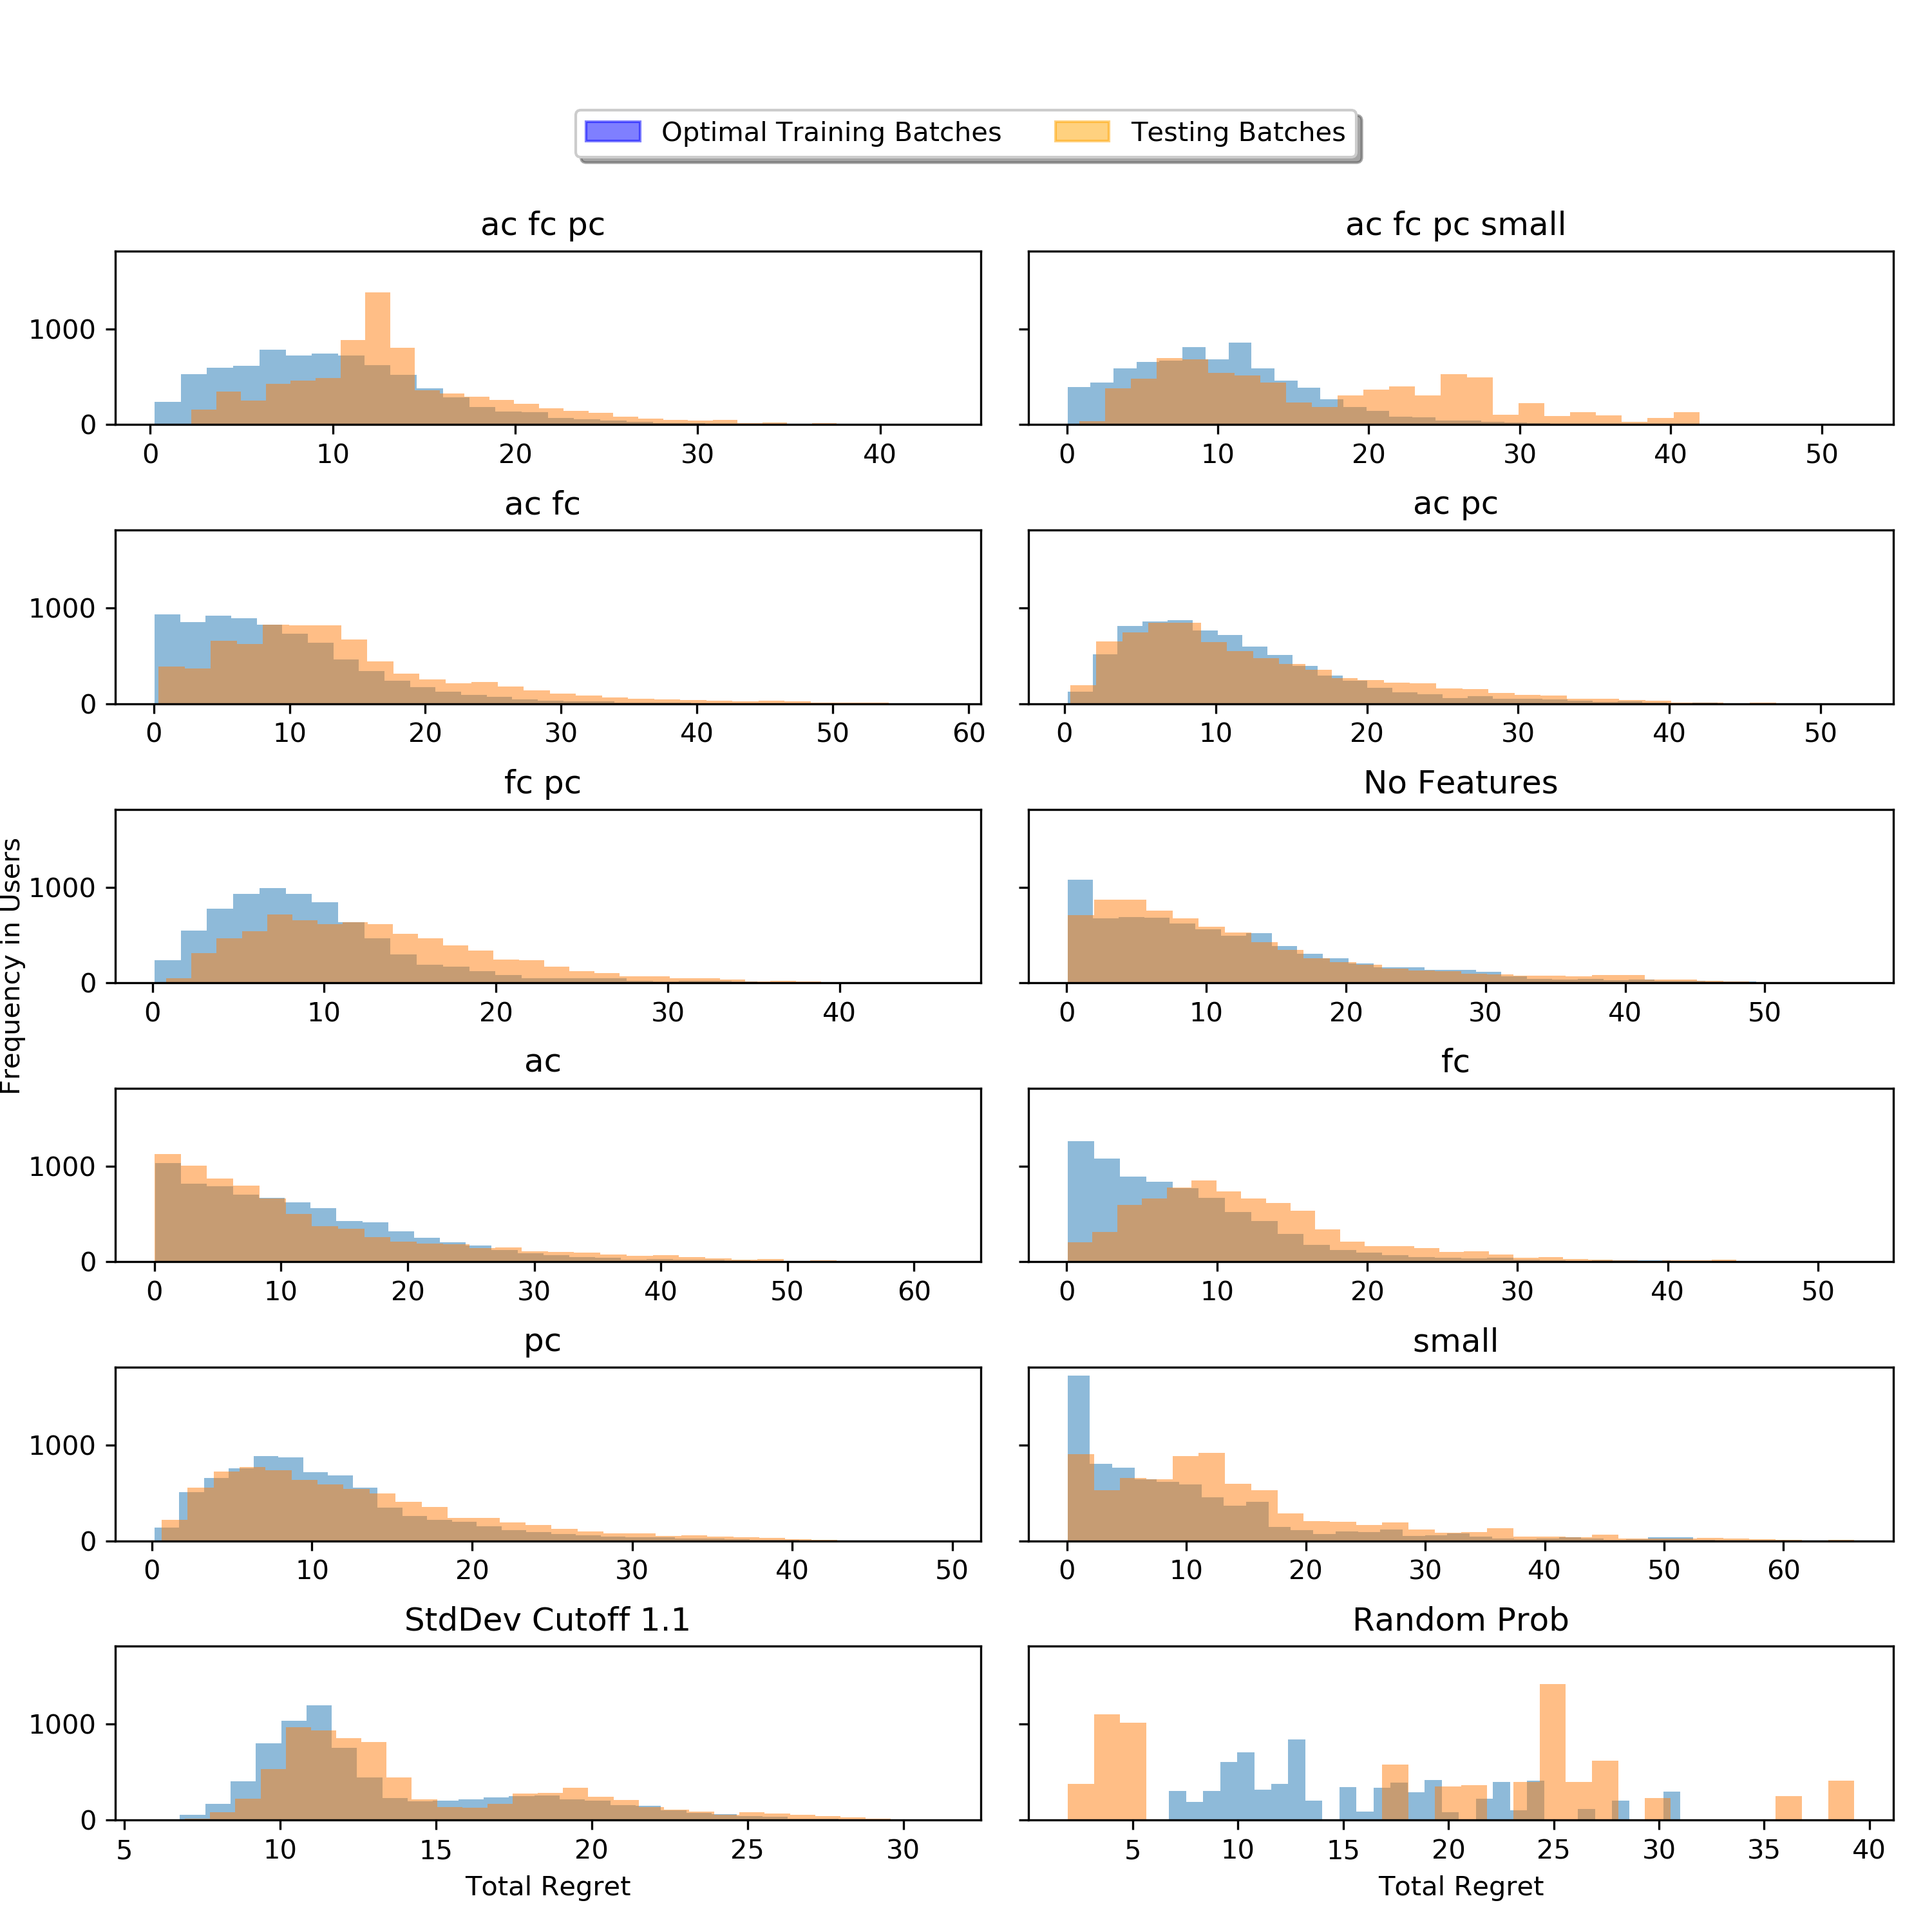 Optimal Training Batches Testing Batches
ac fc pc
ac fc pc small
1000
0
0 10 20 30 40
0 10 20 30 40 50
ac fc
ac pc
1000
0
0 10 20 30 40 50 60
0 10 20 30 40 50
fc pc
No Features
Frequency in Users
1000
0
0 10 20 30 40
0 10 20 30 40 50
ac
fc
1000
0
0 10 20 30 40 50 60
0 10 20 30 40 50
pc
small
1000
0
0 10 20 30 40 50
0 10 20 30 40 50 60
StdDev Cutoff 1.1
Random Prob
1000
0
5 10 15 20 25 30
5 10 15 20 25 30 35 40
Total Regret
Total Regret